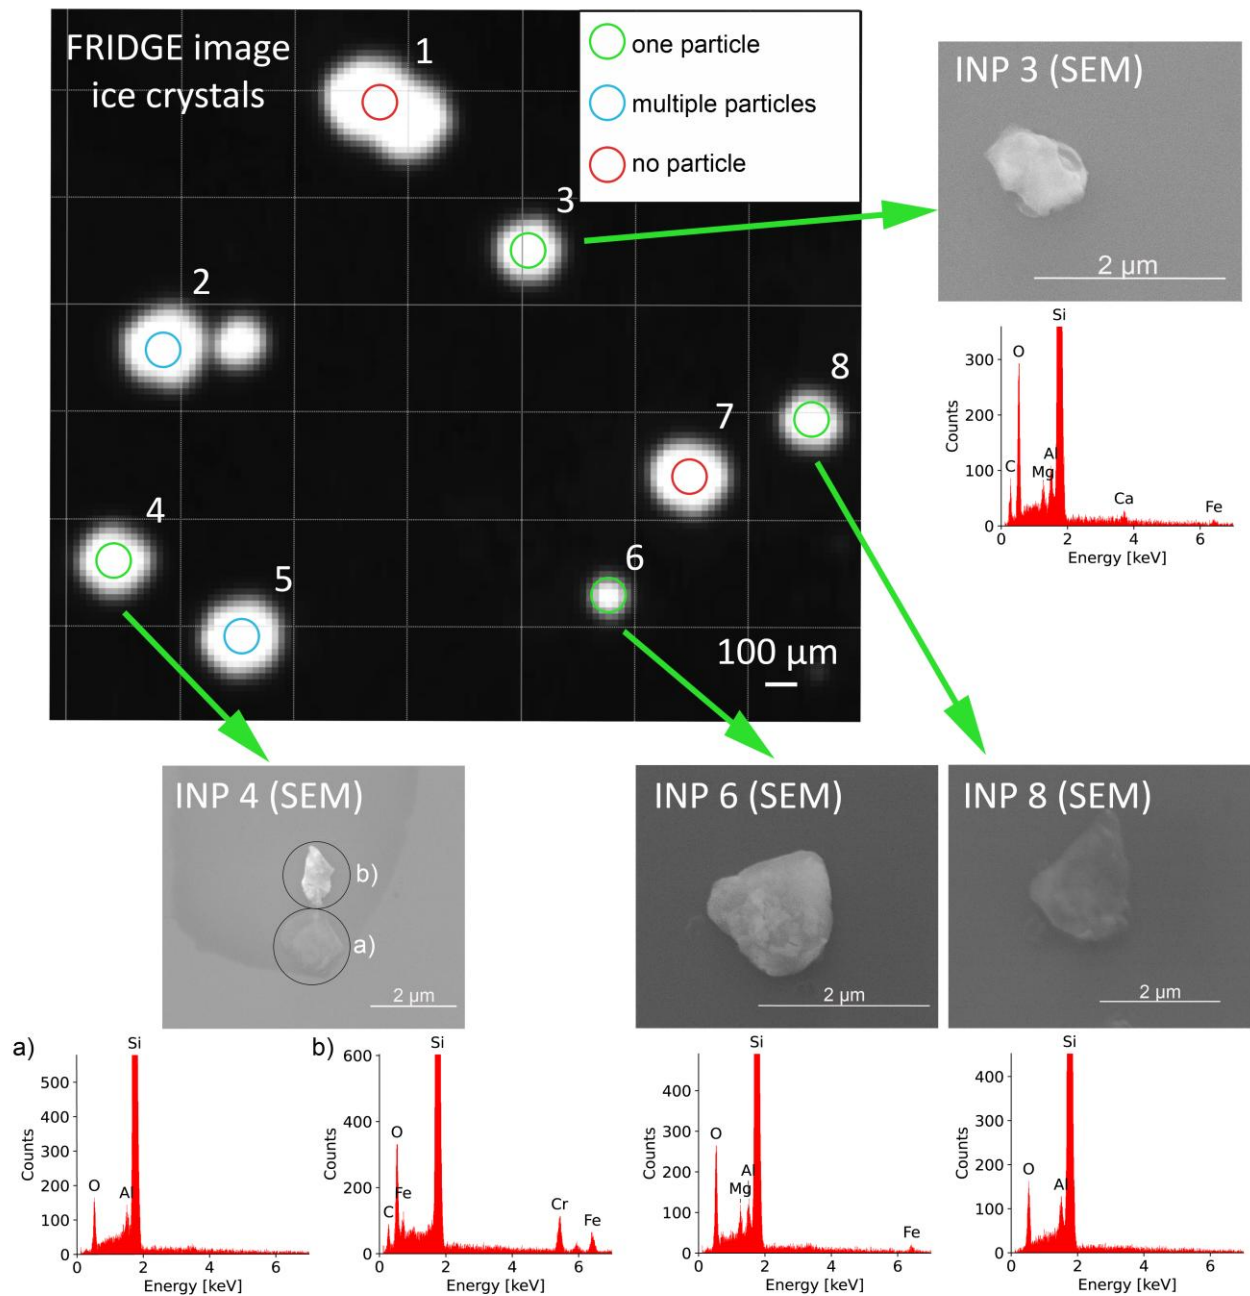 FRIDGE image
ice crystals
one particle
multiple particles
no particle
1
2
3
4
5
6
7
8
100 µm
INP 3 (SEM)
2 µm
Si
O
C
Mg
Al
Ca
Fe
300
200
100
0
Counts
0 2 4 6
Energy [keV]
INP 4 (SEM)
b)
a)
2 µm
INP 6 (SEM)
2 µm
INP 8 (SEM)
2 µm
a)
Si
O
Al
500
400
300
200
100
0
Counts
0 2 4 6
Energy [keV]
b)
Si
O
Fe
C
Cr
Fe
600
400
200
0
Counts
0 2 4 6
Energy [keV]
Si
O
Al
Mg
Fe
400
300
200
100
0
Counts
0 2 4 6
Energy [keV]
Si
O
Al
400
300
200
100
0
Counts
0 2 4 6
Energy [keV]